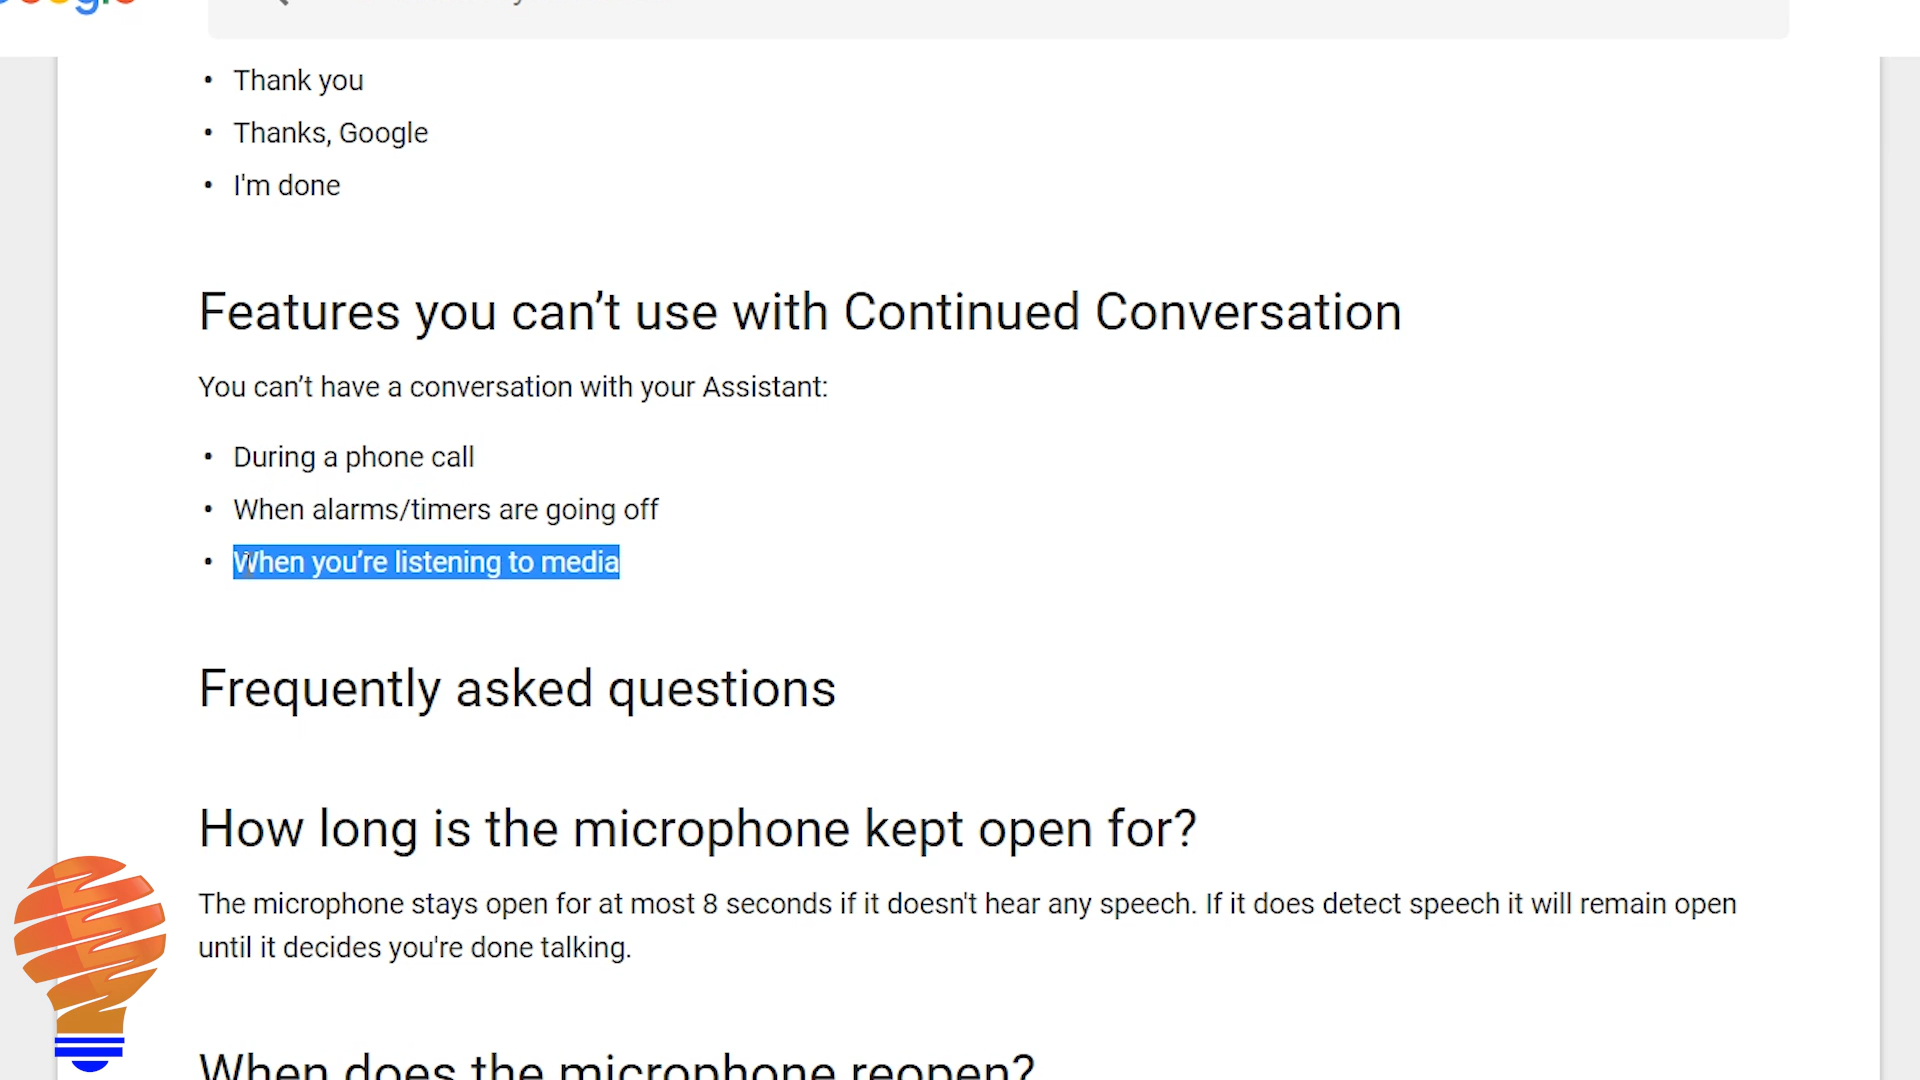 Thank you
Thanks, Google
I'm done
Features you can’t use with Continued Conversation
You can’t have a conversation with your Assistant:
During a phone call
When alarms/timers are going off
When you’re listening to media
Frequently asked questions
How long is the microphone kept open for?
The microphone stays open for at most 8 seconds if it doesn't hear any speech. If it does detect speech it will remain open
until it decides you're done talking.
When does the microphone reopen?